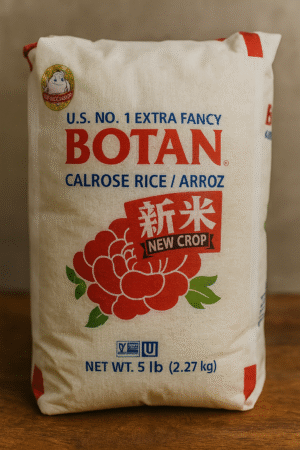 U.S. NO. 1 EXTRA FANCY
BOTAN®
CALROSE RICE / ARROZ
新米
NEW CROP
U
NET WT. 5 lb (2.27 kg)